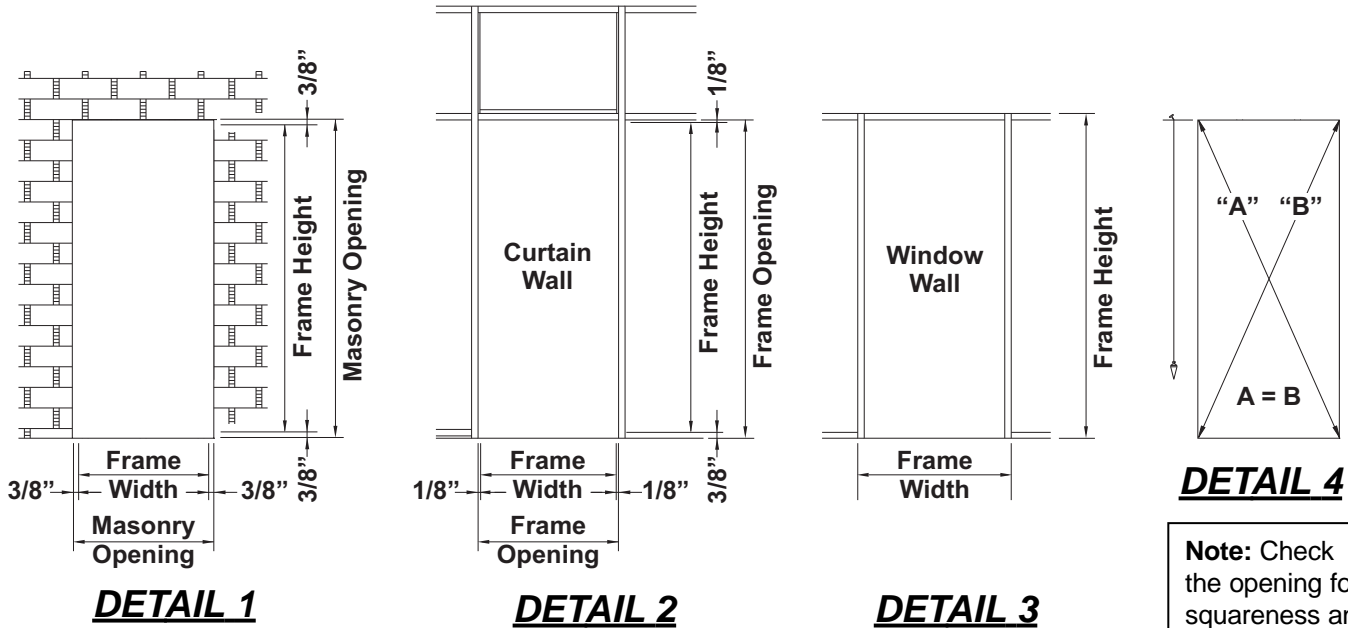 3/8”
Frame Height
Masonry Opening
3/8”
Frame
Width
3/8”
3/8”
Masonry
Opening
DETAIL 1
1/8”
Curtain
Wall
Frame Height
Frame Opening
1/8”
Frame
Width
1/8”
3/8”
Frame
Opening
DETAIL 2
Window
Wall
Frame Height
Frame
Width
DETAIL 3
“A” “B”
A = B
DETAIL 4
Note: Check
the opening fo
squareness an